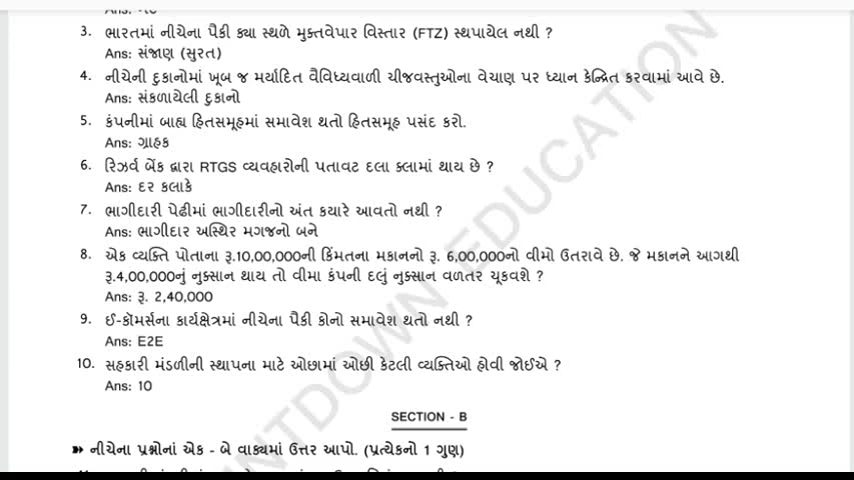 3. ભારતમાં નીચેના પૈકી ક્યા સ્થળે મુક્તવેપાર વિસ્તાર (FTZ) સ્થપાયેલ નથી ?
Ans: સંજાણ (સુરત)
4. નીચેની દુકાનોમાં ખૂબ જ મર્યાદિત વૈવિધ્યવાળી ચીજવસ્તુઓના વેચાણ પર ધ્યાન કેન્દ્રિત કરવામાં આવે છે.
Ans: સંકળાયેલી દુકાનો
5. કંપનીમાં બાહ્ય હિતસમૂહમાં સમાવેશ થતો હિતસમૂહ પસંદ કરો.
Ans: ગ્રાહક
6. રિઝર્વ બેંક દ્વારા RTGS વ્યવહારોની પતાવટ દલા ક્લામાં થાય છે ?
Ans: દર કલાકે
7. ભાગીદારી પેઢીમાં ભાગીદારીનો અંત કયારે આવતો નથી ?
Ans: ભાગીદાર અસ્થિર મગજનો બને
8. એક વ્યક્તિ પોતાના રૂ.10,00,000ની કિંમતના મકાનનો રૂ. 6,00,000નો વીમો ઉતરાવે છે. જે મકાનને આગથી
રૂ.4,00,000નું નુક્સાન થાય તો વીમા કંપની દલું નુક્સાન વળતર ચૂકવશે ?
Ans: રૂ. 2,40,000
9. ઈ-કૉમર્સના કાર્યક્ષેત્રમાં નીચેના પૈકી કોનો સમાવેશ થતો નથી ?
Ans: E2E
10. સહકારી મંડળીની સ્થાપના માટે ઓછામાં ઓછી કેટલી વ્યક્તિઓ હોવી જોઈએ ?
Ans: 10
SECTION - B
➽ નીચેના પ્રશ્નોનાં એક - બે વાક્યમાં ઉત્તર આપો. (પ્રત્યેકનો 1 ગુણ)
NTDOWN EDUCATION